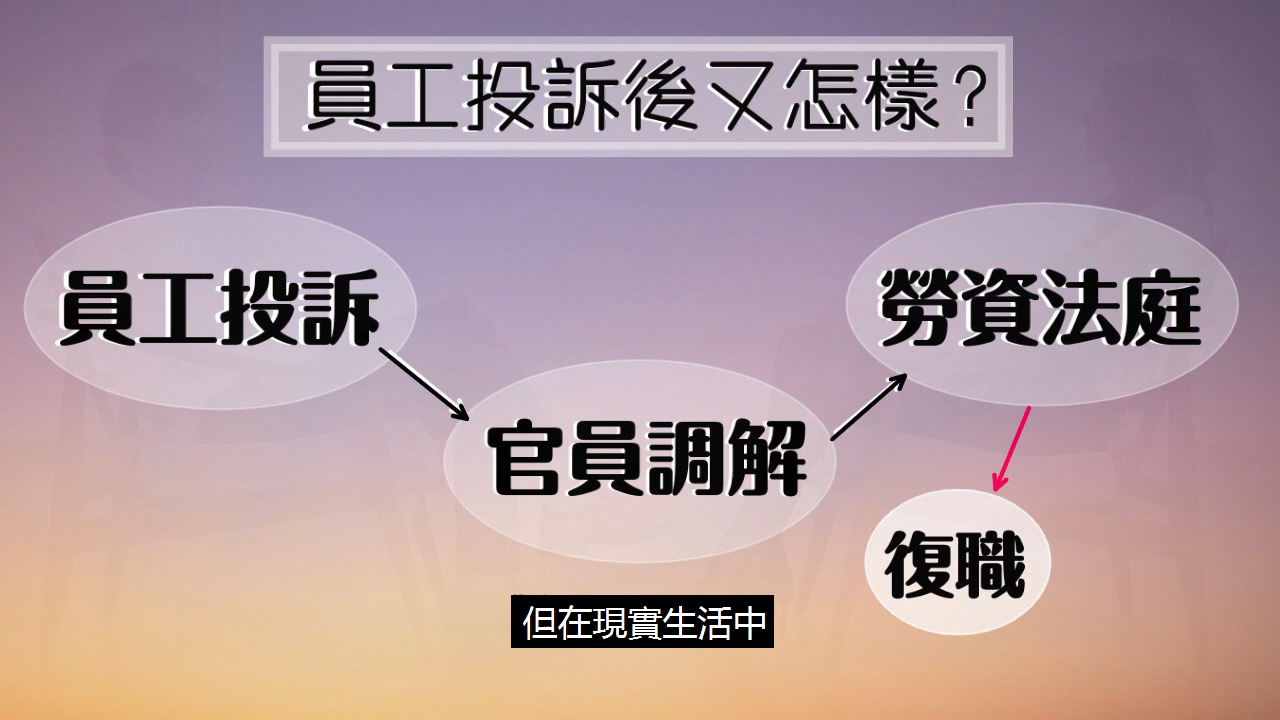 員工投訴後又怎樣？
員工投訴
勞資法庭
官員調解
復職
但在現實生活中